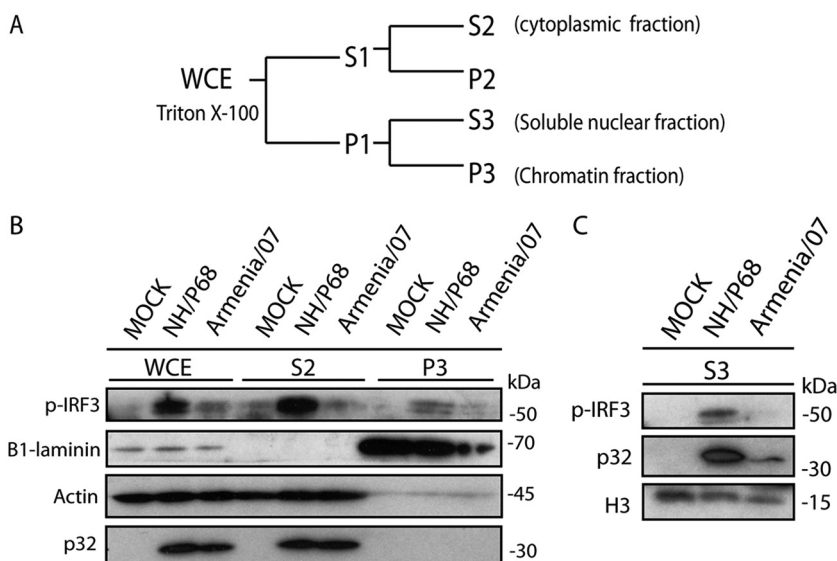 A
WCE
Triton X-100
S1
P1
S2 (cytoplasmic fraction)
P2
S3 (Soluble nuclear fraction)
P3 (Chromatin fraction)
B
MOCK NH/P68 Armenia/07 MOCK NH/P68 Armenia/07 MOCK NH/P68 Armenia/07
WCE S2 P3
kDa
p-IRF3 -50
B1-laminin -70
Actin -45
p32 -30
C
MOCK NH/P68 Armenia/07
S3
kDa
p-IRF3 -50
p32 -30
H3 -15